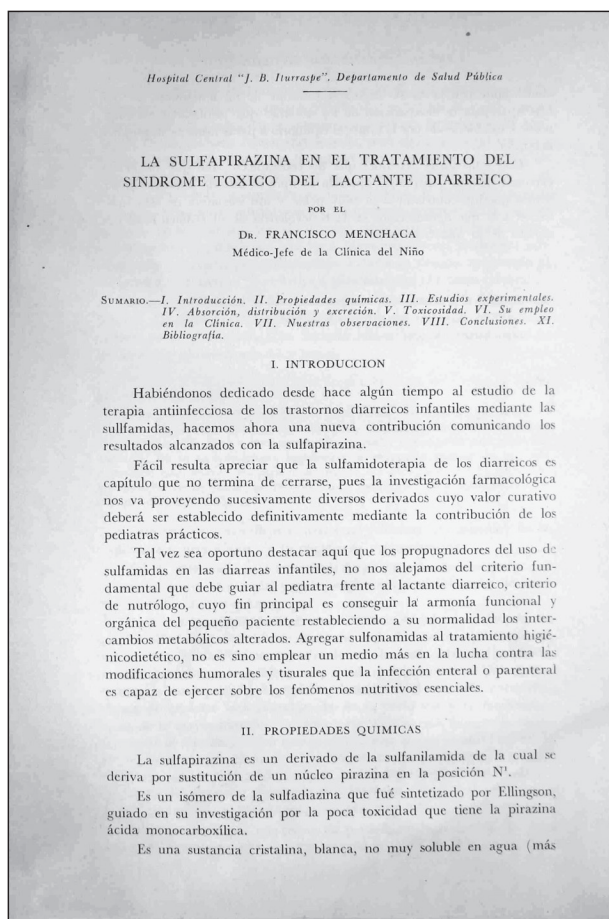 Hospital Central "J. B. Iturraspe". Departamento de Salud Pública
LA SULFAPIRAZINA EN EL TRATAMIENTO DEL
SINDROME TOXICO DEL LACTANTE DIARREICO
POR EL
DR. FRANCISCO MENCHACA
Médico-Jefe de la Clínica del Niño
SUMARIO.—I. Introducción. II. Propiedades químicas. III. Estudios experimentales.
IV. Absorción, distribución y excreción. V. Toxicosidad. VI. Su empleo
en la Clínica. VII. Nuestras observaciones. VIII. Conclusiones. XI.
Bibliografía.
I. INTRODUCCION
Habiéndonos dedicado desde hace algún tiempo al estudio de la
terapia antiinfecciosa de los trastornos diarreicos infantiles mediante las
sullfamidas, hacemos ahora una nueva contribución comunicando los
resultados alcanzados con la sulfapirazina.
Fácil resulta apreciar que la sulfamidoterapia de los diarreicos es
capítulo que no termina de cerrarse, pues la investigación farmacológica
nos va proveyendo sucesivamente diversos derivados cuyo valor curativo
deberá ser establecido definitivamente mediante la contribución de los
pediatras prácticos.
Tal vez sea oportuno destacar aquí que los propugnadores del uso de
sulfamidas en las diarreas infantiles, no nos alejamos del criterio fun-
damental que debe guiar al pediatra frente al lactante diarreico, criterio
de nutrólogo, cuyo fin principal es conseguir la armonía funcional y
orgánica del pequeño paciente restableciendo a su normalidad los inter-
cambios metabólicos alterados. Agregar sulfonamidas al tratamiento higié-
nicodietético, no es sino emplear un medio más en la lucha contra las
modificaciones humorales y tisurales que la infección enteral o parenteral
es capaz de ejercer sobre los fenómenos nutritivos esenciales.
II. PROPIEDADES QUIMICAS
La sulfapirazina es un derivado de la sulfanilamida de la cual se
deriva por sustitución de un núcleo pirazina en la posición N¹.
Es un isómero de la sulfadiazina que fué sintetizado por Ellingson,
guiado en su investigación por la poca toxicidad que tiene la pirazina
ácida monocarboxílica.
Es una sustancia cristalina, blanca, no muy soluble en agua (más